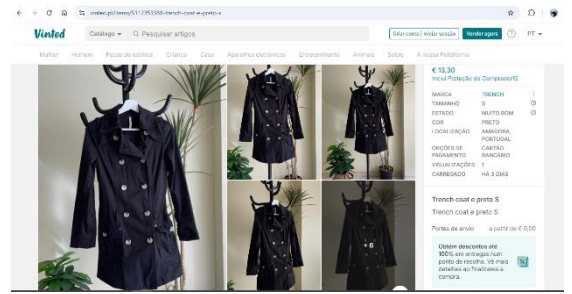 vinted.pt/items/5112353388-trench-coat-e-preto-s
Vinted
Catálogo
Pesquisar artigos
Criar conta | Iniciar sessão
Vender agora
PT
Mulher Homem Peças de estilista Criança Casa Aparelhos eletrónicos Entretenimento Animais Sobre A nossa Plataforma
€ 13,30
Inclui Proteção do Comprador
MARCA TRENCH
TAMANHO S
ESTADO MUITO BOM
COR PRETO
LOCALIZAÇÃO AMADORA,
PORTUGAL
OPÇÕES DE CARTÃO
PAGAMENTO BANCÁRIO
VISUALIZAÇÕES 1
CARREGADO HÁ 3 DIAS
Trench coat e preto S
Trench coat e preto S
Portes de envio a partir de € 0,00
Obtém descontos até
100% em entregas num
ponto de recolha. Vê mais
detalhes ao finalizares a
compra.